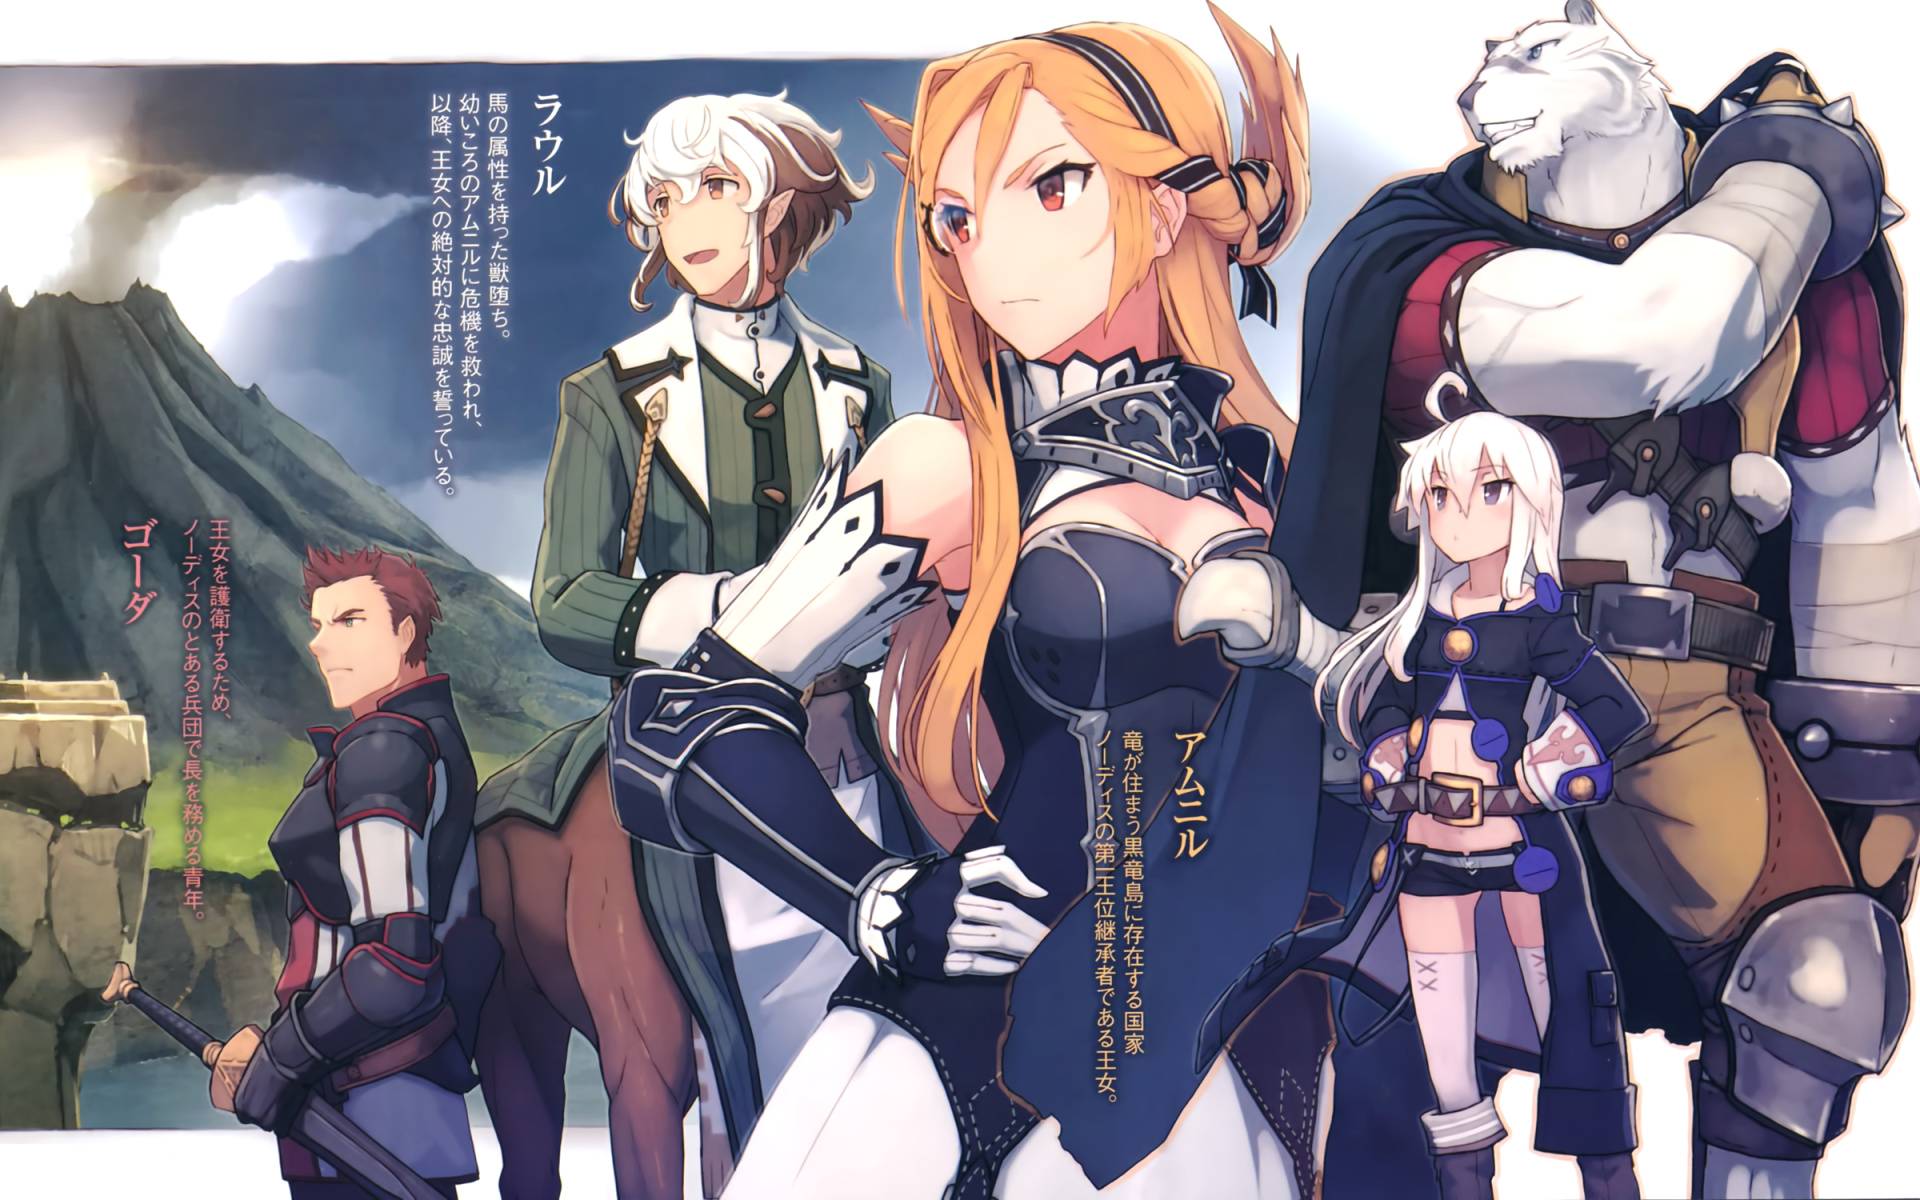 ラウル
馬の属性を持った獣堕ち。
幼いころのアムニルに危機を救われ、
以降、王女への絶対的な忠誠を誓っている。
王女を護衛するため、
ノーディスのとある兵団で長を務める青年。
ゴーダ
アムニル
竜が住まう黒竜島に存在する国家
ノーディスの第一王位継承者である王女。